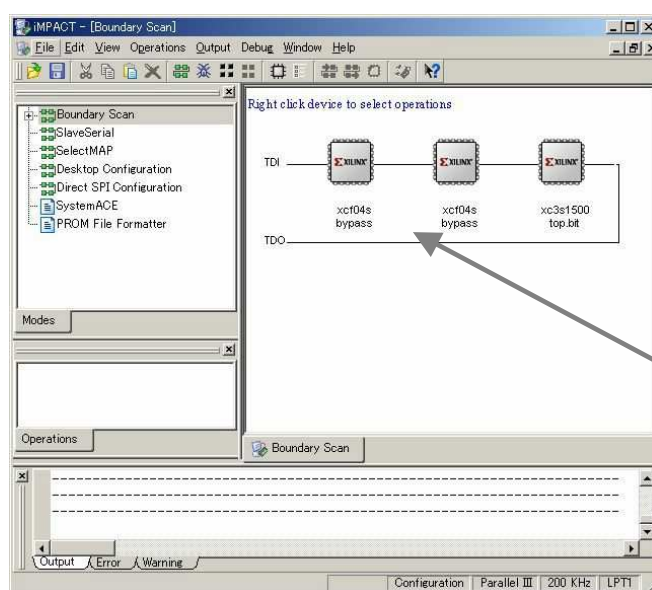 iMPACT - [Boundary Scan]
File Edit View Operations Output Debug Window Help
Boundary Scan
SlaveSerial
SelectMAP
Desktop Configuration
Direct SPI Configuration
SystemACE
PROM File Formatter
Modes
Operations
Right click device to select operations
TDI
XILINX
XILINX
XILINX
xcf04s
bypass
xcf04s
bypass
xc3s1500
top.bit
TDO
Boundary Scan
Output Error Warning
Configuration Parallel III 200 KHz LPT1